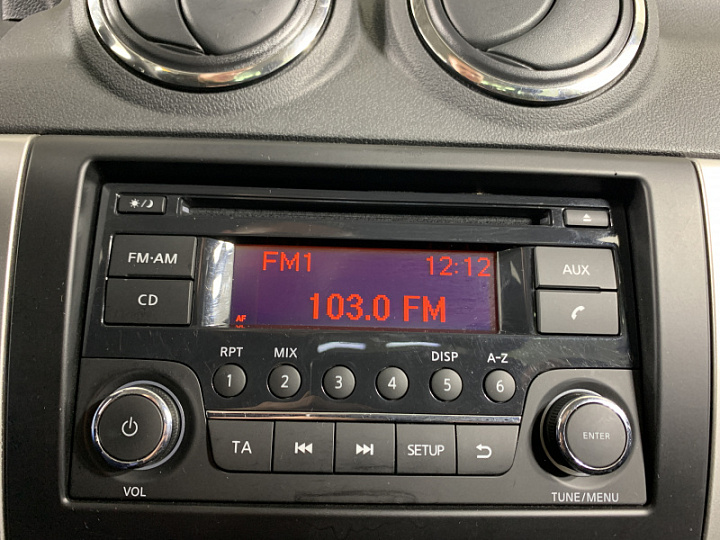 FM·AM
CD
FM1
12:12
103.0 FM
AF
AUX
RPT
MIX
DISP
A-Z
1
2
3
4
5
6
TA
SETUP
ENTER
VOL
TUNE/MENU